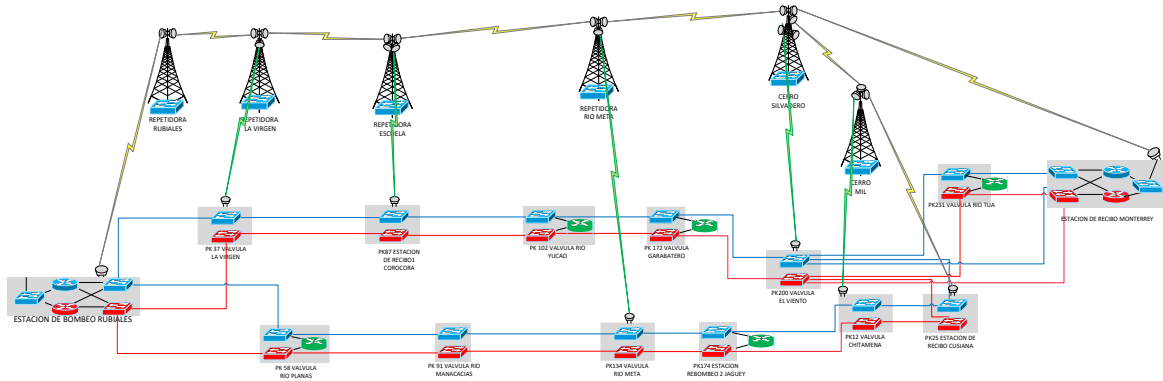 REPETIDORA
RUBIALES
REPETIDORA
LA VIRGEN
REPETIDORA
ESCUELA
REPETIDORA
RIO META
CERRO
SILVADERO
CERRO
MIL
PK231 VALVULA RIO TUA
ESTACION DE RECIBO MONTERREY
PK 37 VALVULA
LA VIRGEN
PK87 ESTACION
DE RECIBO1
COROCORA
PK 102 VALVULA RIO
YUCAO
PK 172 VALVULA
GARABATERO
PK200 VALVULA
EL VIENTO
ESTACION DE BOMBEO RUBIALES
PK 58 VALVULA
RIO PLANAS
PK 91 VALVULA RIO
MANACACIAS
PK134 VALVULA
RIO META
PK174 ESTACION
REBOMBEO 2 JAGUEY
PK12 VALVULA
CHITAMENA
PK25 ESTACION DE
RECIBO CUSIANA